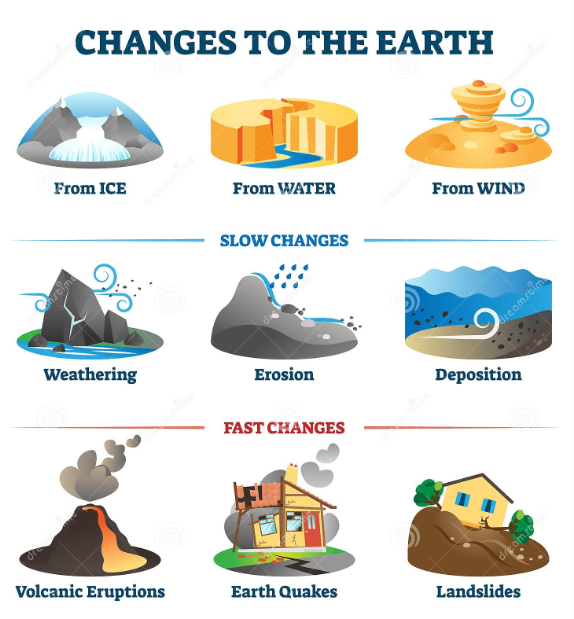 CHANGES TO THE EARTH
From ICE
From WATER
From WIND
SLOW CHANGES
Weathering
Erosion
Deposition
FAST CHANGES
Volcanic Eruptions
Earth Quakes
Landslides